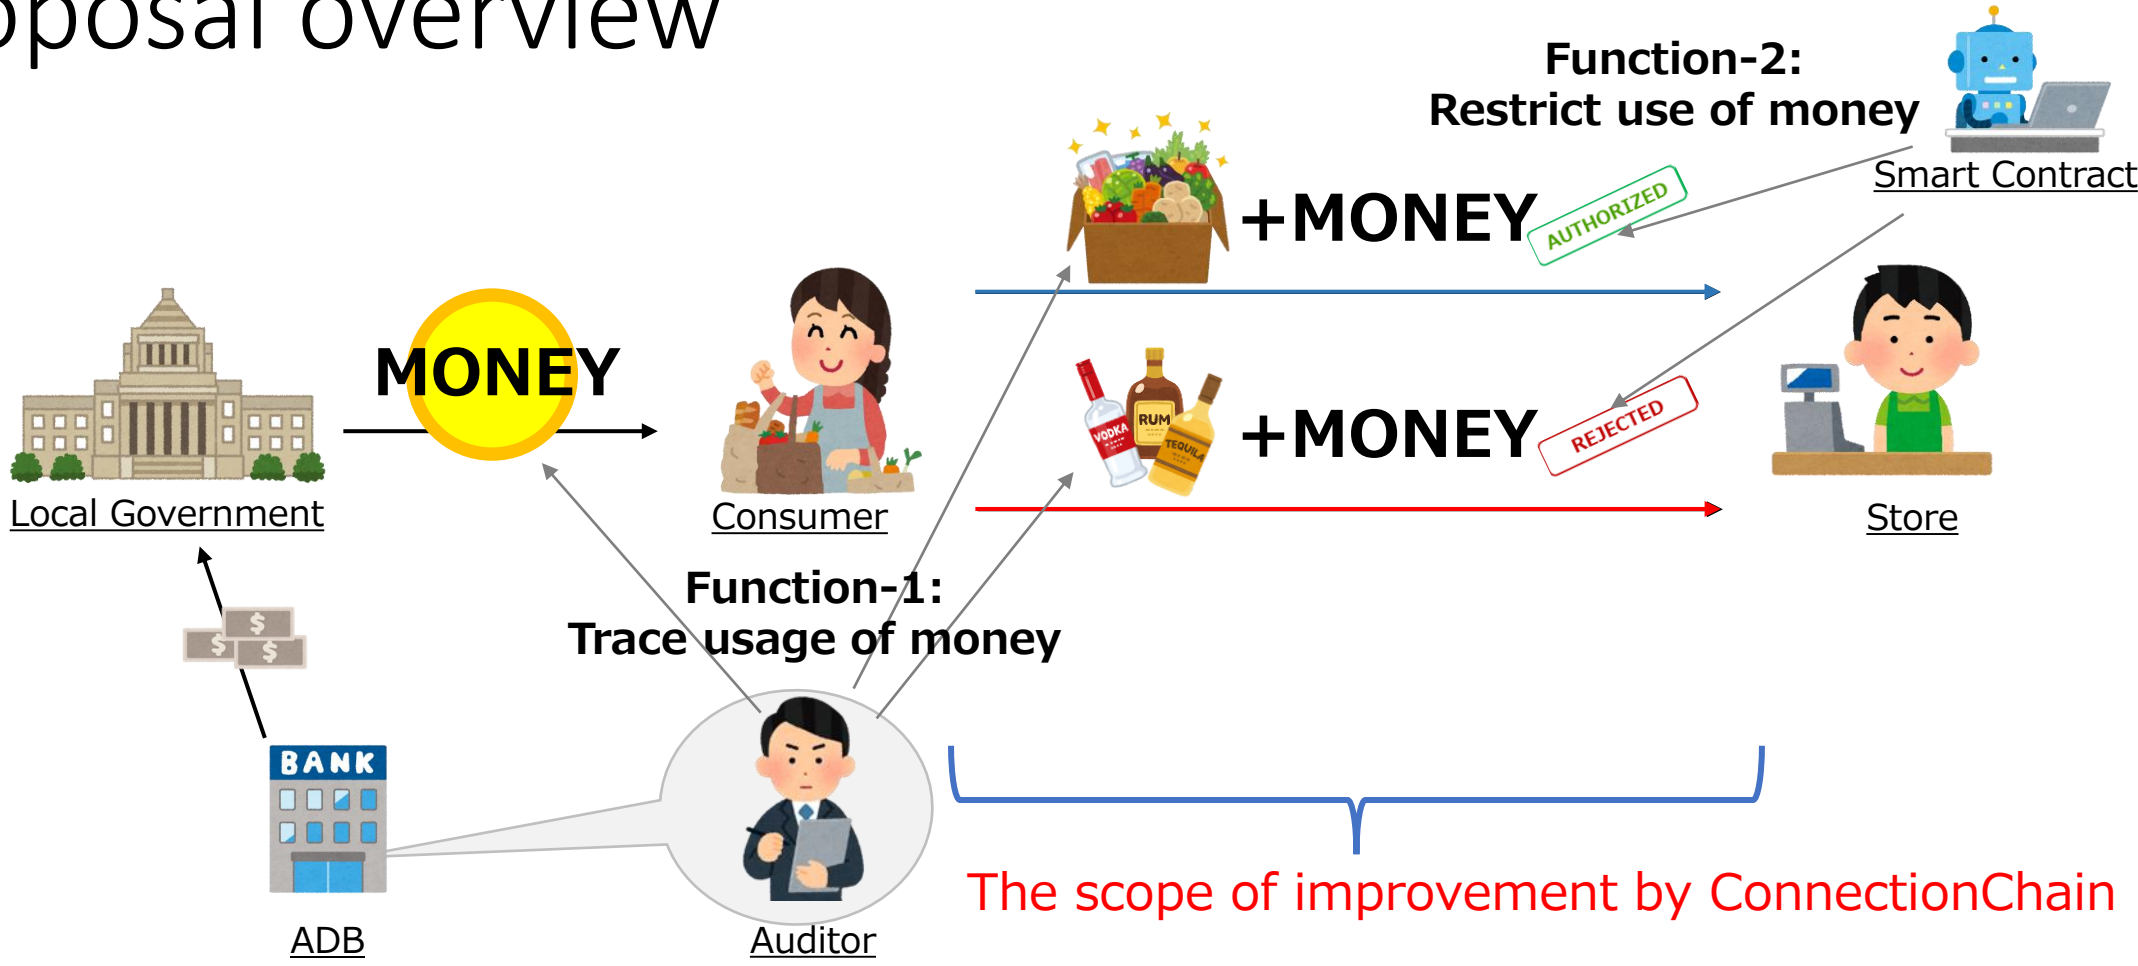 oposal overview
Function-2:
Restrict use of money
Smart Contract
+MONEY
AUTHORIZED
MONEY
VODKA
RUM
TEQUILA
+MONEY
REJECTED
Local Government
Consumer
Store
Function-1:
Trace usage of money
$
$
$
BANK
The scope of improvement by ConnectionChain
ADB
Auditor